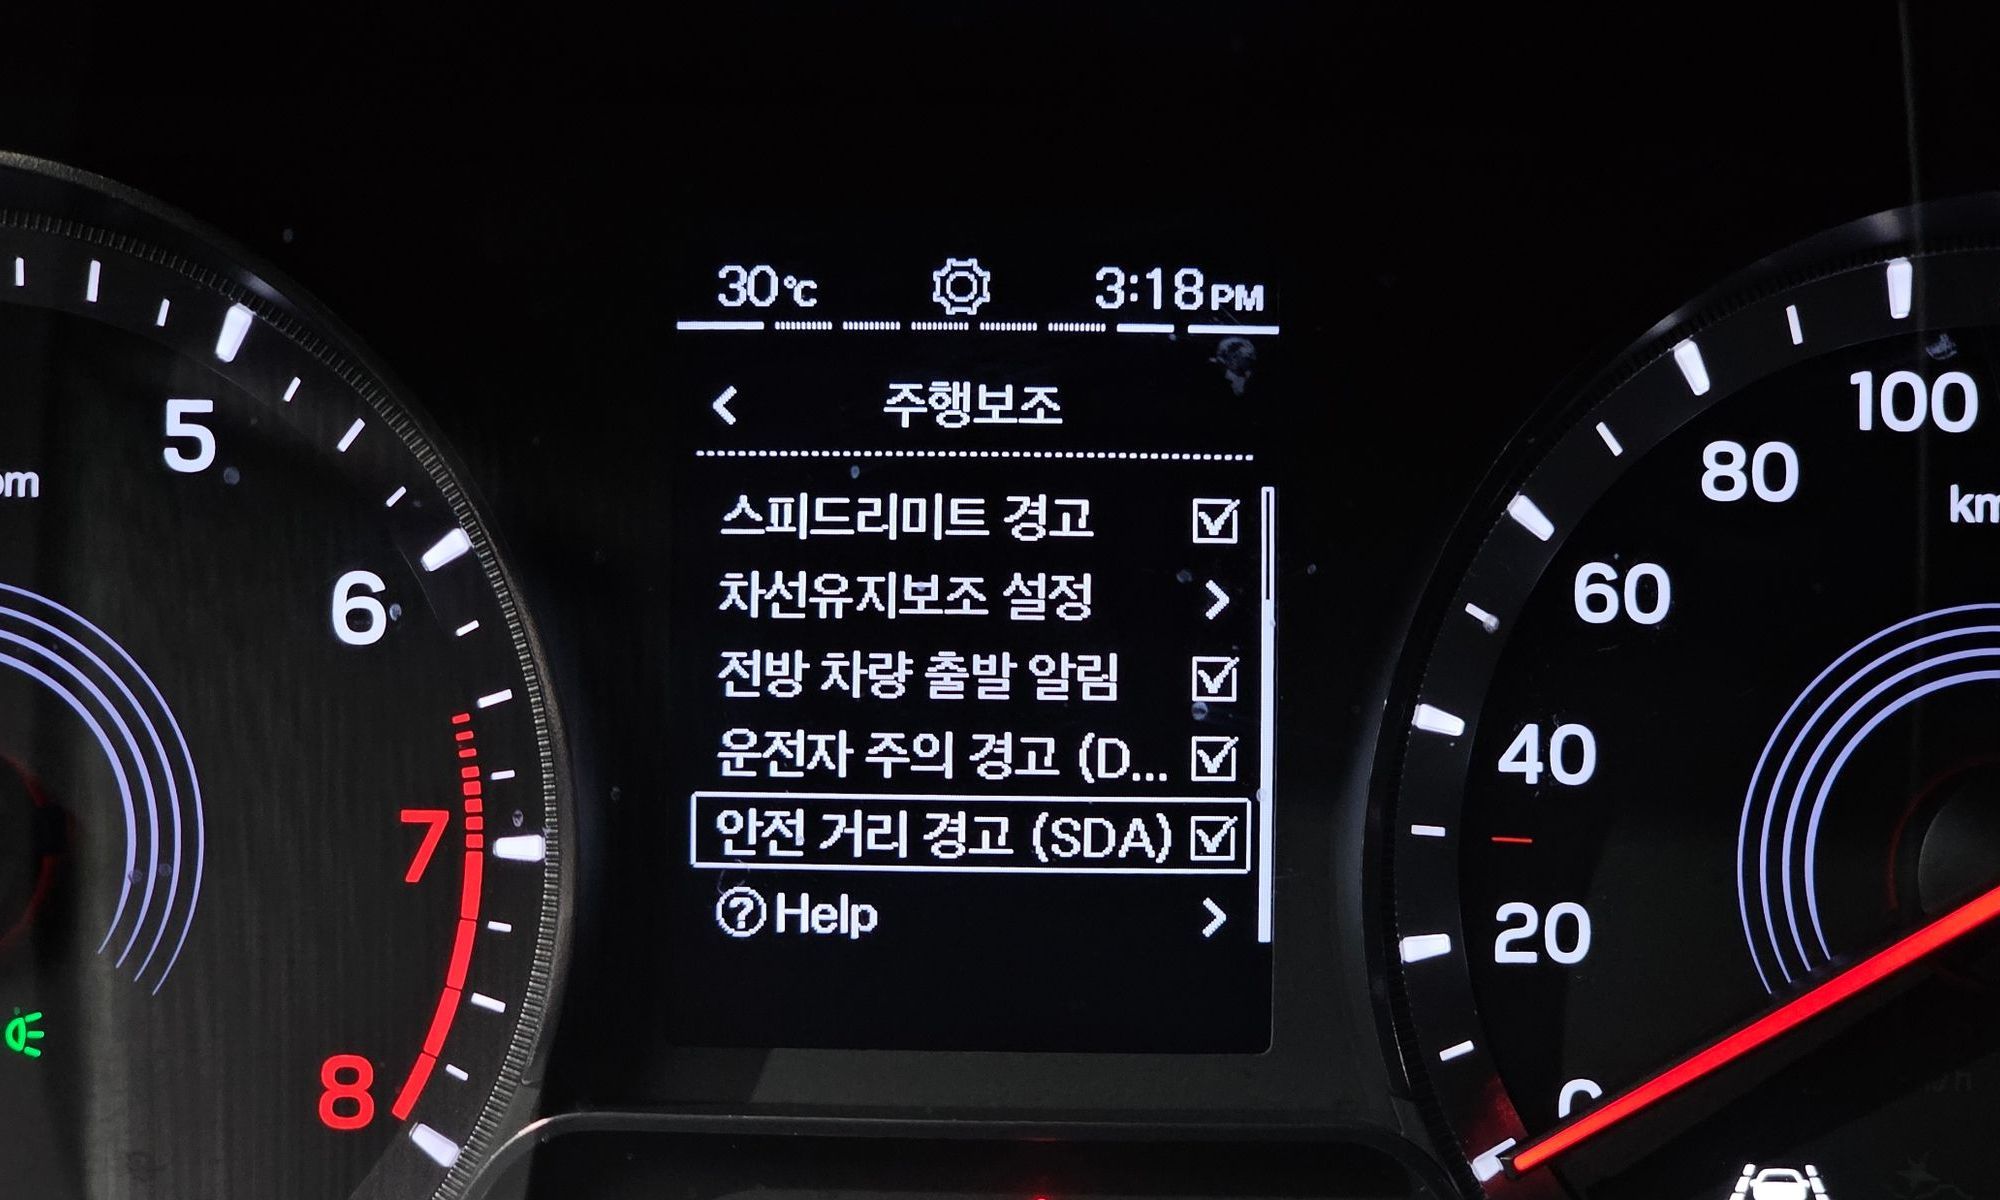 30℃ 3:18PM
주행보조
스피드리미트 경고
차선유지보조 설정
전방 차량 출발 알림
운전자 주의 경고 (D...
안전 거리 경고 (SDA)
Help
5
6
7
8
100
80
60
40
20
0